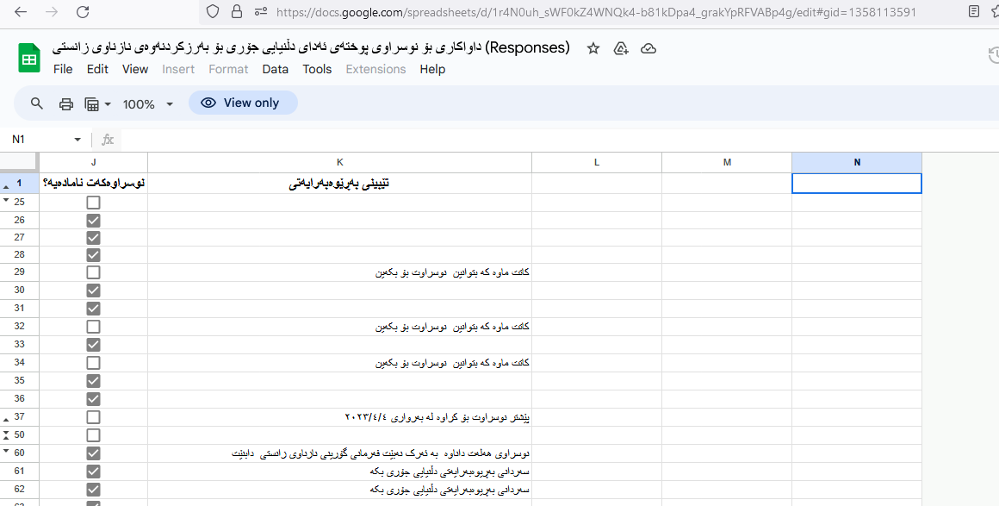 https://docs.google.com/spreadsheets/d/1r4N0uh_sWF0kZ4WNQk4-b81kDpa4_grakYpRFVABp4g/edit#gid=1358113591
داواکاری بۆ نوسراوی پوختەی ئەدای دڵنیایی جۆری بۆ بەرزکردنەوەی نازناوی زانستی (Responses)
File Edit View Insert Format Data Tools Extensions Help
100% View only
N1 fx
J K L M N
1 نوسراوەکەت ئامادەیە؟ تێبینی بەڕێوەبەرایەتی
25
26
27
28
29 کاتت ماوە کە بتوانین نوسراوت بۆ بکەین
30
31
32 کاتت ماوە کە بتوانین نوسراوت بۆ بکەین
33
34 کاتت ماوە کە بتوانین نوسراوت بۆ بکەین
35
36
37 پێشتر نوسراوت بۆ کراوە لە بەرواری ٢٠٢٣/٤/٤
50
60 نوسراوی هەڵەت داناوە بە ئەرک نەبێت فەرمانی گۆڕینی نازناوی زانستی دابنێت
61 سەردانی بەڕیوەبەرایەتی دڵنیایی جۆری بکە
62 سەردانی بەڕیوەبەرایەتی دڵنیایی جۆری بکە